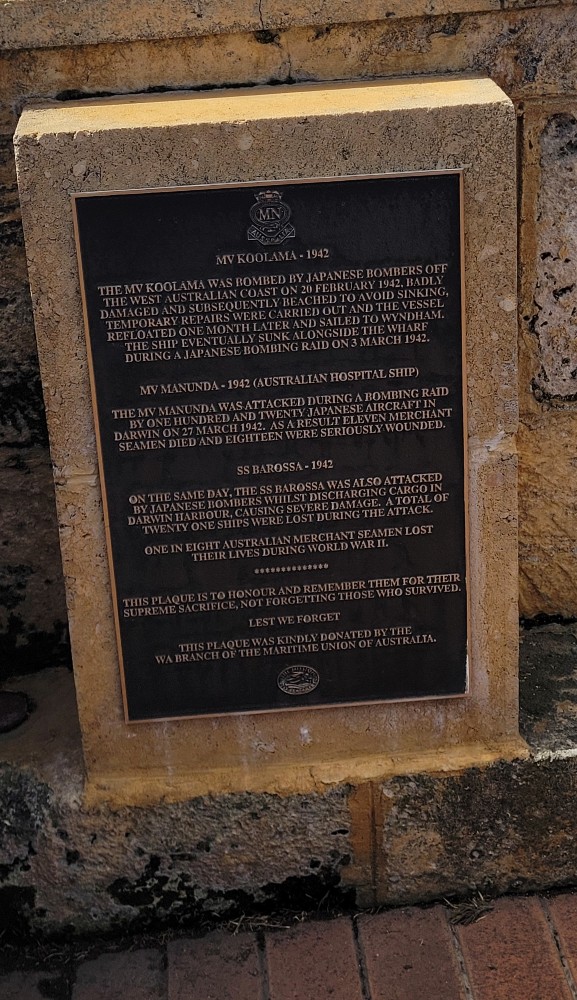 MN
AUSTRALIA
MV KOOLAMA - 1942
THE MV KOOLAMA WAS BOMBED BY JAPANESE BOMBERS OFF
THE WEST AUSTRALIAN COAST ON 20 FEBRUARY 1942, BADLY
DAMAGED AND SUBSEQUENTLY BEACHED TO AVOID SINKING,
TEMPORARY REPAIRS WERE CARRIED OUT AND THE VESSEL
REFLOATED ONE MONTH LATER AND SAILED TO WYNDHAM.
THE SHIP EVENTUALLY SUNK ALONGSIDE THE WHARF
DURING A JAPANESE BOMBING RAID ON 3 MARCH 1942.
MV MANUNDA - 1942 (AUSTRALIAN HOSPITAL SHIP)
THE MV MANUNDA WAS ATTACKED DURING A BOMBING RAID
BY ONE HUNDRED AND TWENTY JAPANESE AIRCRAFT IN
DARWIN ON 27 MARCH 1942. AS A RESULT ELEVEN MERCHANT
SEAMEN DIED AND EIGHTEEN WERE SERIOUSLY WOUNDED.
SS BAROSSA - 1942
ON THE SAME DAY, THE SS BAROSSA WAS ALSO ATTACKED
BY JAPANESE BOMBERS WHILST DISCHARGING CARGO IN
DARWIN HARBOUR, CAUSING SEVERE DAMAGE. A TOTAL OF
TWENTY ONE SHIPS WERE LOST DURING THE ATTACK.
ONE IN EIGHT AUSTRALIAN MERCHANT SEAMEN LOST
THEIR LIVES DURING WORLD WAR II.
**************
THIS PLAQUE IS TO HONOUR AND REMEMBER THEM FOR THEIR
SUPREME SACRIFICE, NOT FORGETTING THOSE WHO SURVIVED.
LEST WE FORGET
THIS PLAQUE WAS KINDLY DONATED BY THE
WA BRANCH OF THE MARITIME UNION OF AUSTRALIA.